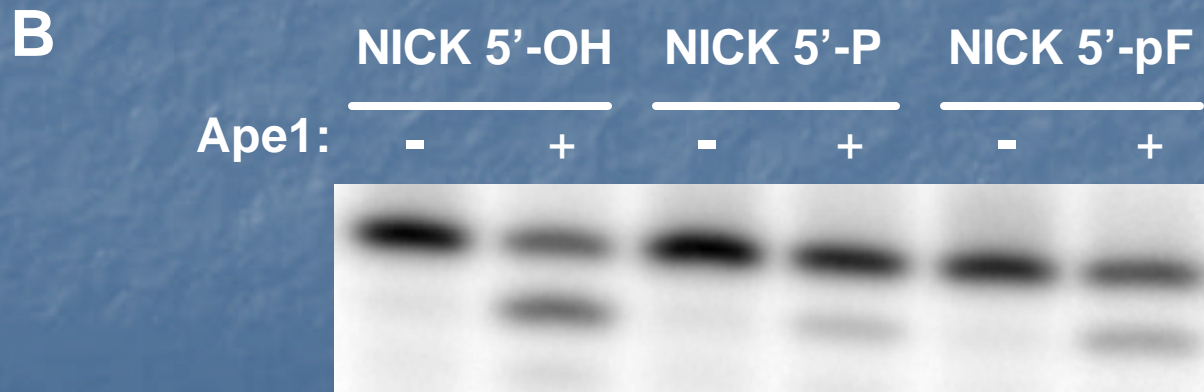 B
NICK 5’-OH NICK 5’-P NICK 5’-pF
Ape1: - + - + - +